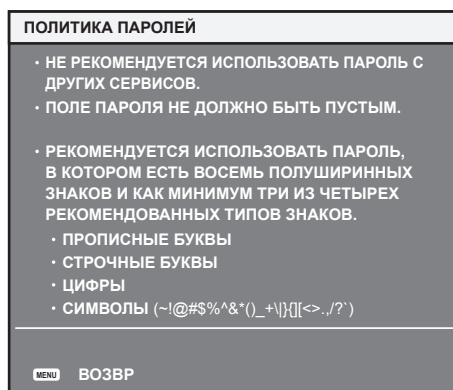 ПОЛИТИКА ПАРОЛЕЙ
· НЕ РЕКОМЕНДУЕТСЯ ИСПОЛЬЗОВАТЬ ПАРОЛЬ С
ДРУГИХ СЕРВИСОВ.
· ПОЛЕ ПАРОЛЯ НЕ ДОЛЖНО БЫТЬ ПУСТЫМ.
· РЕКОМЕНДУЕТСЯ ИСПОЛЬЗОВАТЬ ПАРОЛЬ,
В КОТОРОМ ЕСТЬ ВОСЕМЬ ПОЛУШИРИННЫХ
ЗНАКОВ И КАК МИНИМУМ ТРИ ИЗ ЧЕТЫРЕХ
РЕКОМЕНДОВАННЫХ ТИПОВ ЗНАКОВ.
· ПРОПИСНЫЕ БУКВЫ
· СТРОЧНЫЕ БУКВЫ
· ЦИФРЫ
· СИМВОЛЫ (~!@#$%^&*()_+\|}{][<>.,/?`)
MENU ВОЗВР